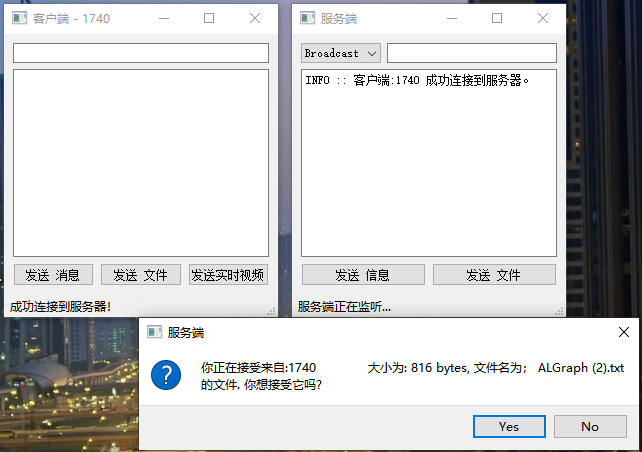 客户端 - 1740
服务端
Broadcast
INFO :: 客户端:1740 成功连接到服务器。
发送 消息
发送 文件
发送实时视频
发送 信息
发送 文件
成功连接到服务器!
服务端正在监听...
服务端
你正在接受来自:1740 大小为: 816 bytes, 文件名为； ALGraph (2).txt
的文件. 你想接受它吗?
Yes
No